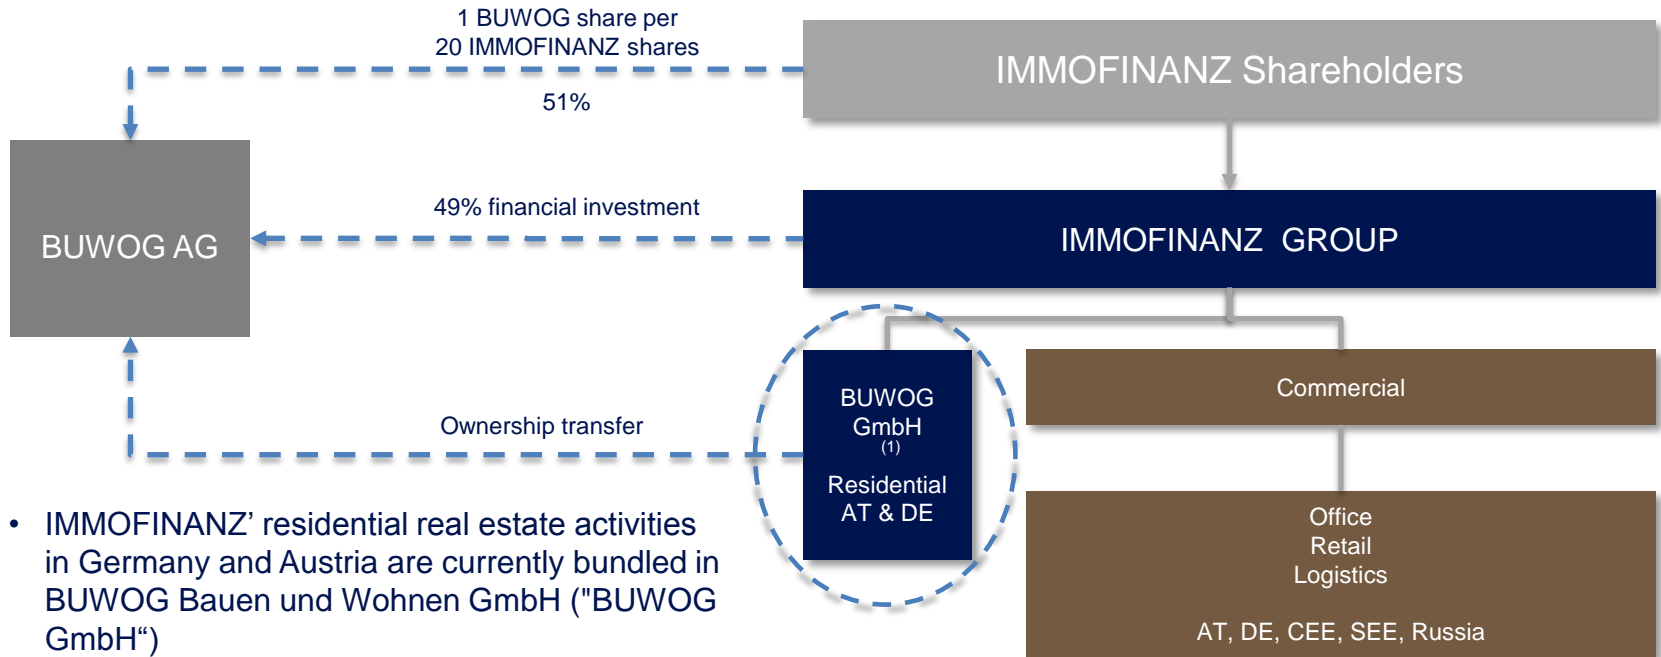 1 BUWOG share per
20 IMMOFINANZ shares
51%
IMMOFINANZ Shareholders
BUWOG AG
49% financial investment
IMMOFINANZ  GROUP
Ownership transfer
BUWOG
GmbH
(1)
Residential
AT & DE
Commercial
Office
Retail
Logistics
AT, DE, CEE, SEE, Russia
• IMMOFINANZ’ residential real estate activities
in Germany and Austria are currently bundled in
BUWOG Bauen und Wohnen GmbH ("BUWOG
GmbH“)